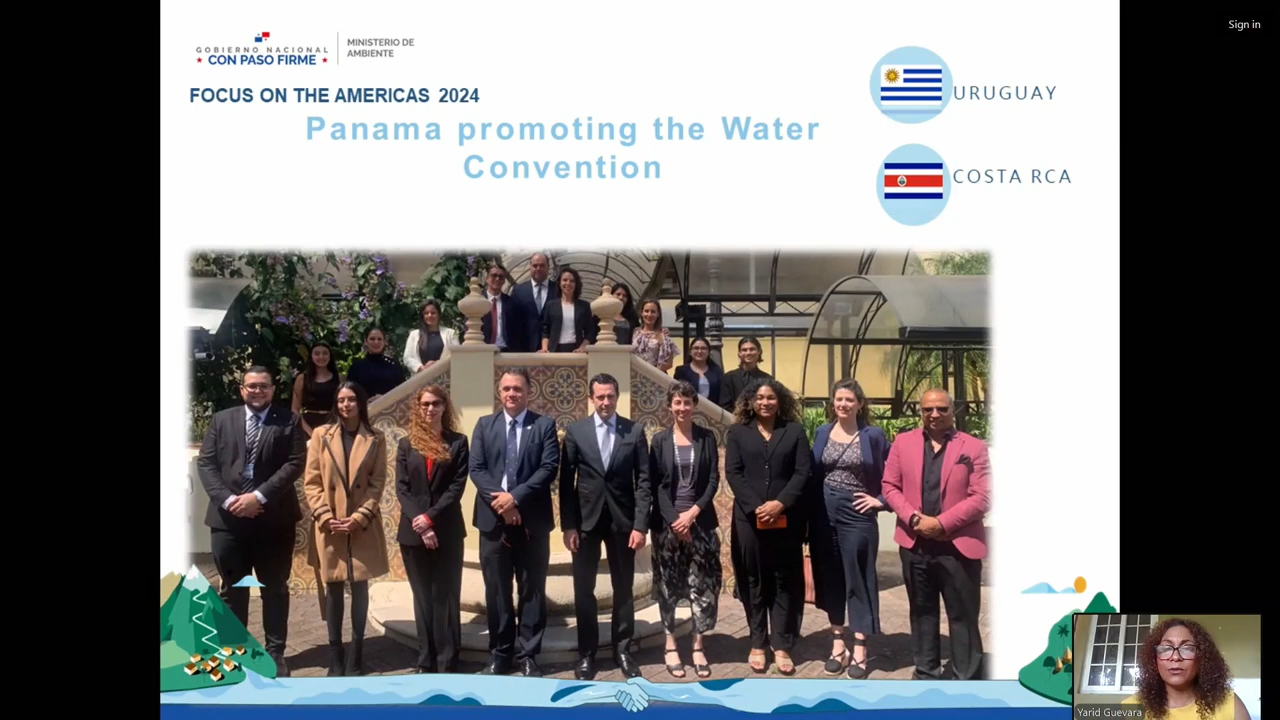 Sign in
GOBIERNO NACIONAL
CON PASO FIRME
MINISTERIO DE
AMBIENTE
FOCUS ON THE AMERICAS 2024
Panama promoting the Water
Convention
URUGUAY
COSTA RCA
Yarid Guevara